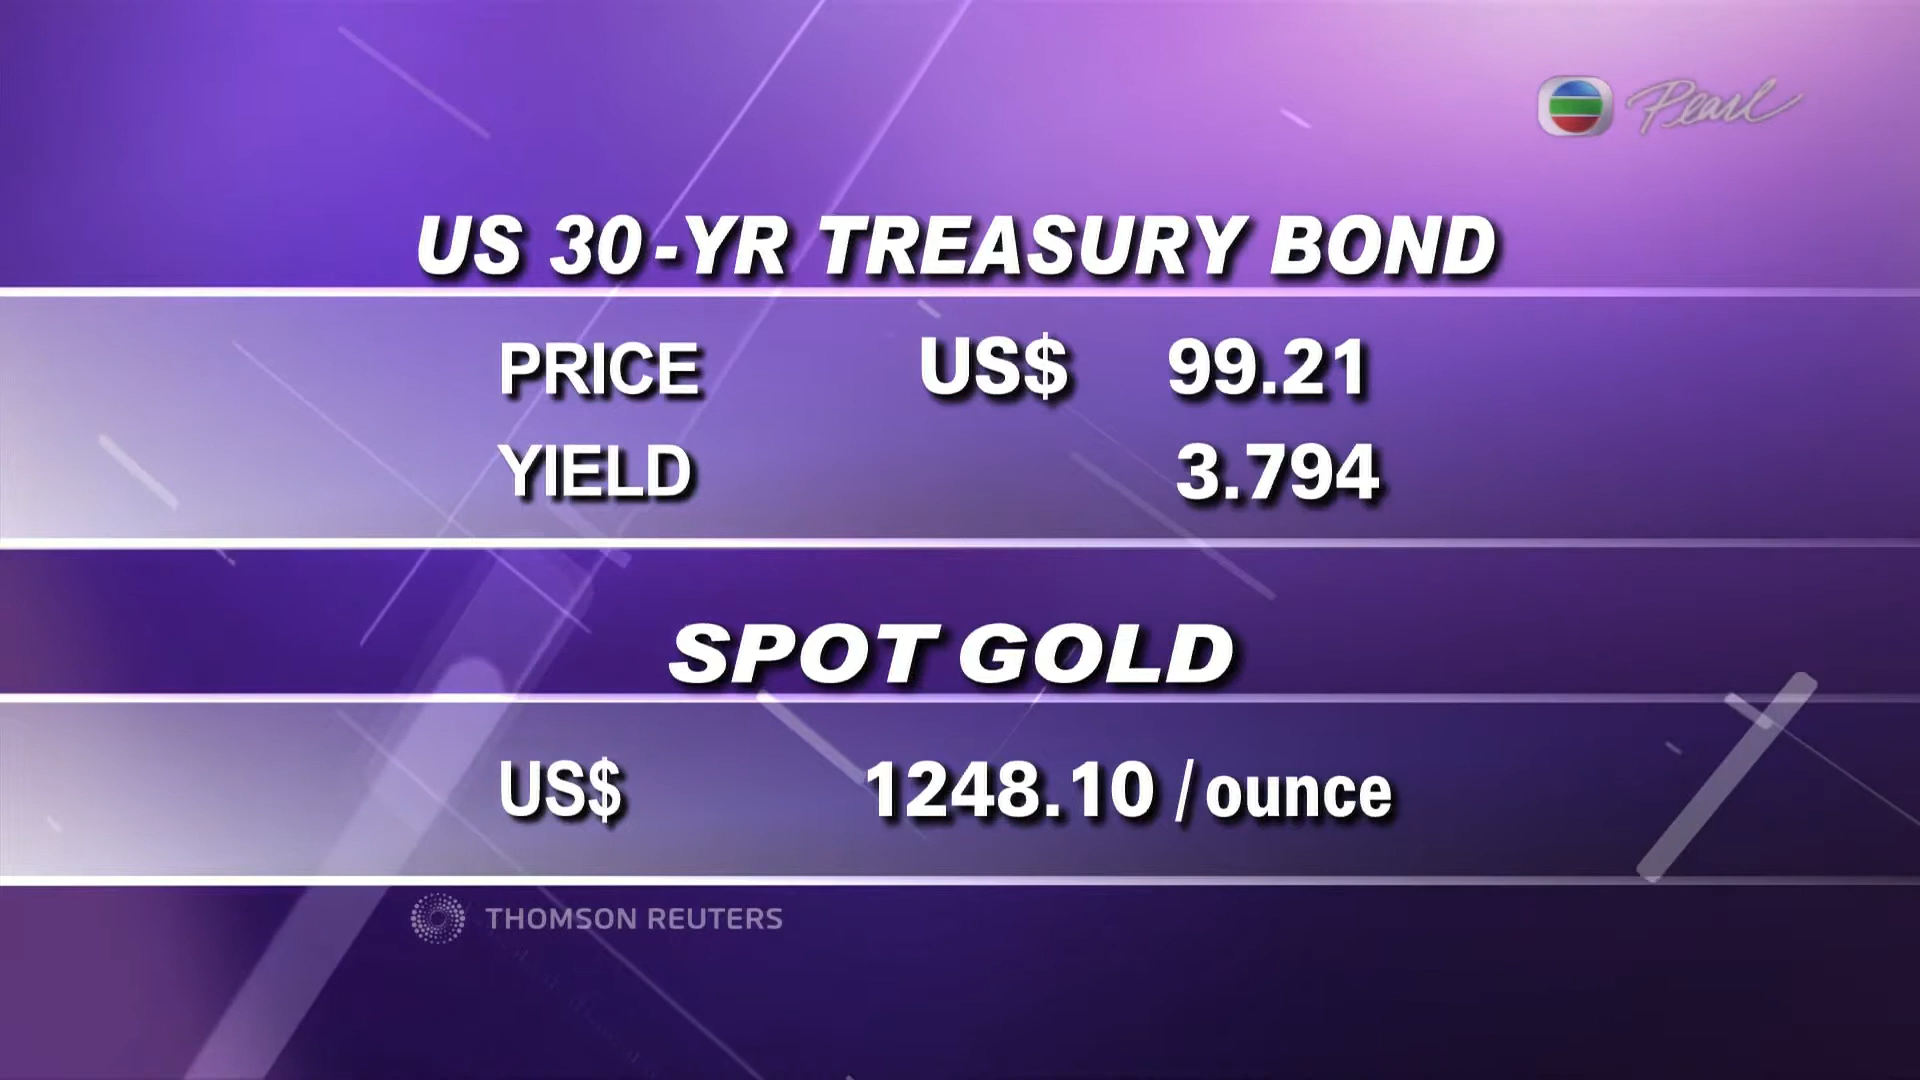 Pearl
US 30-YR TREASURY BOND
PRICE US$ 99.21
YIELD 3.794
SPOT GOLD
US$ 1248.10 /ounce
THOMSON REUTERS